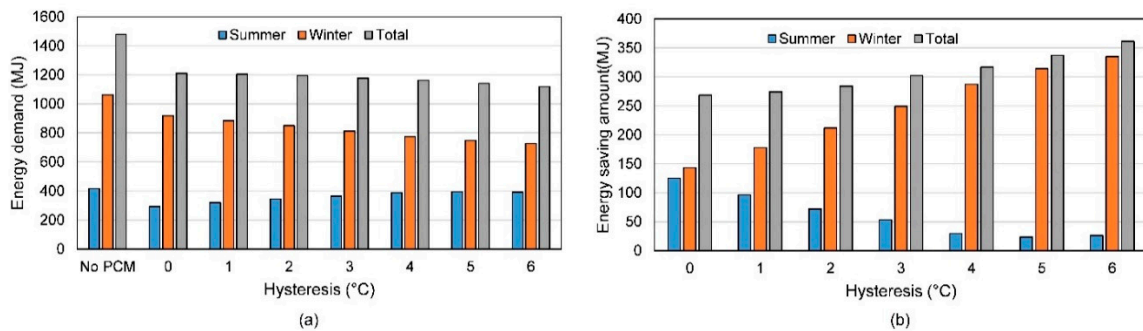 1600
1400
1200
1000
800
600
400
200
0
Energy demand (MJ)
Summer Winter Total
No PCM 0 1 2 3 4 5 6
Hysteresis (°C)
(a)
400
350
300
250
200
150
100
50
0
Energy saving amount(MJ)
Summer Winter Total
0 1 2 3 4 5 6
Hysteresis (°C)
(b)